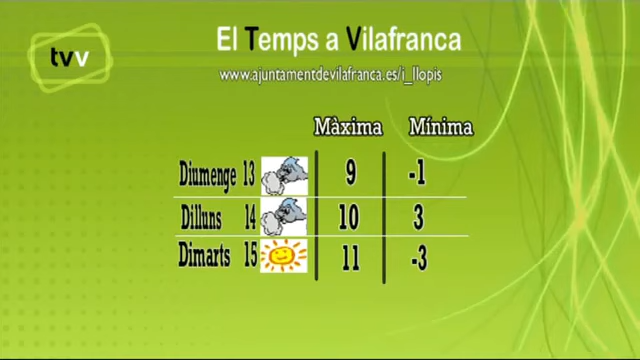 tvv
El Temps a Vilafranca
www.ajuntamentdevilafranca.es/i_llopis
Màxima Mínima
Diumenge 13 9 -1
Dilluns 14 10 3
Dimarts 15 11 -3